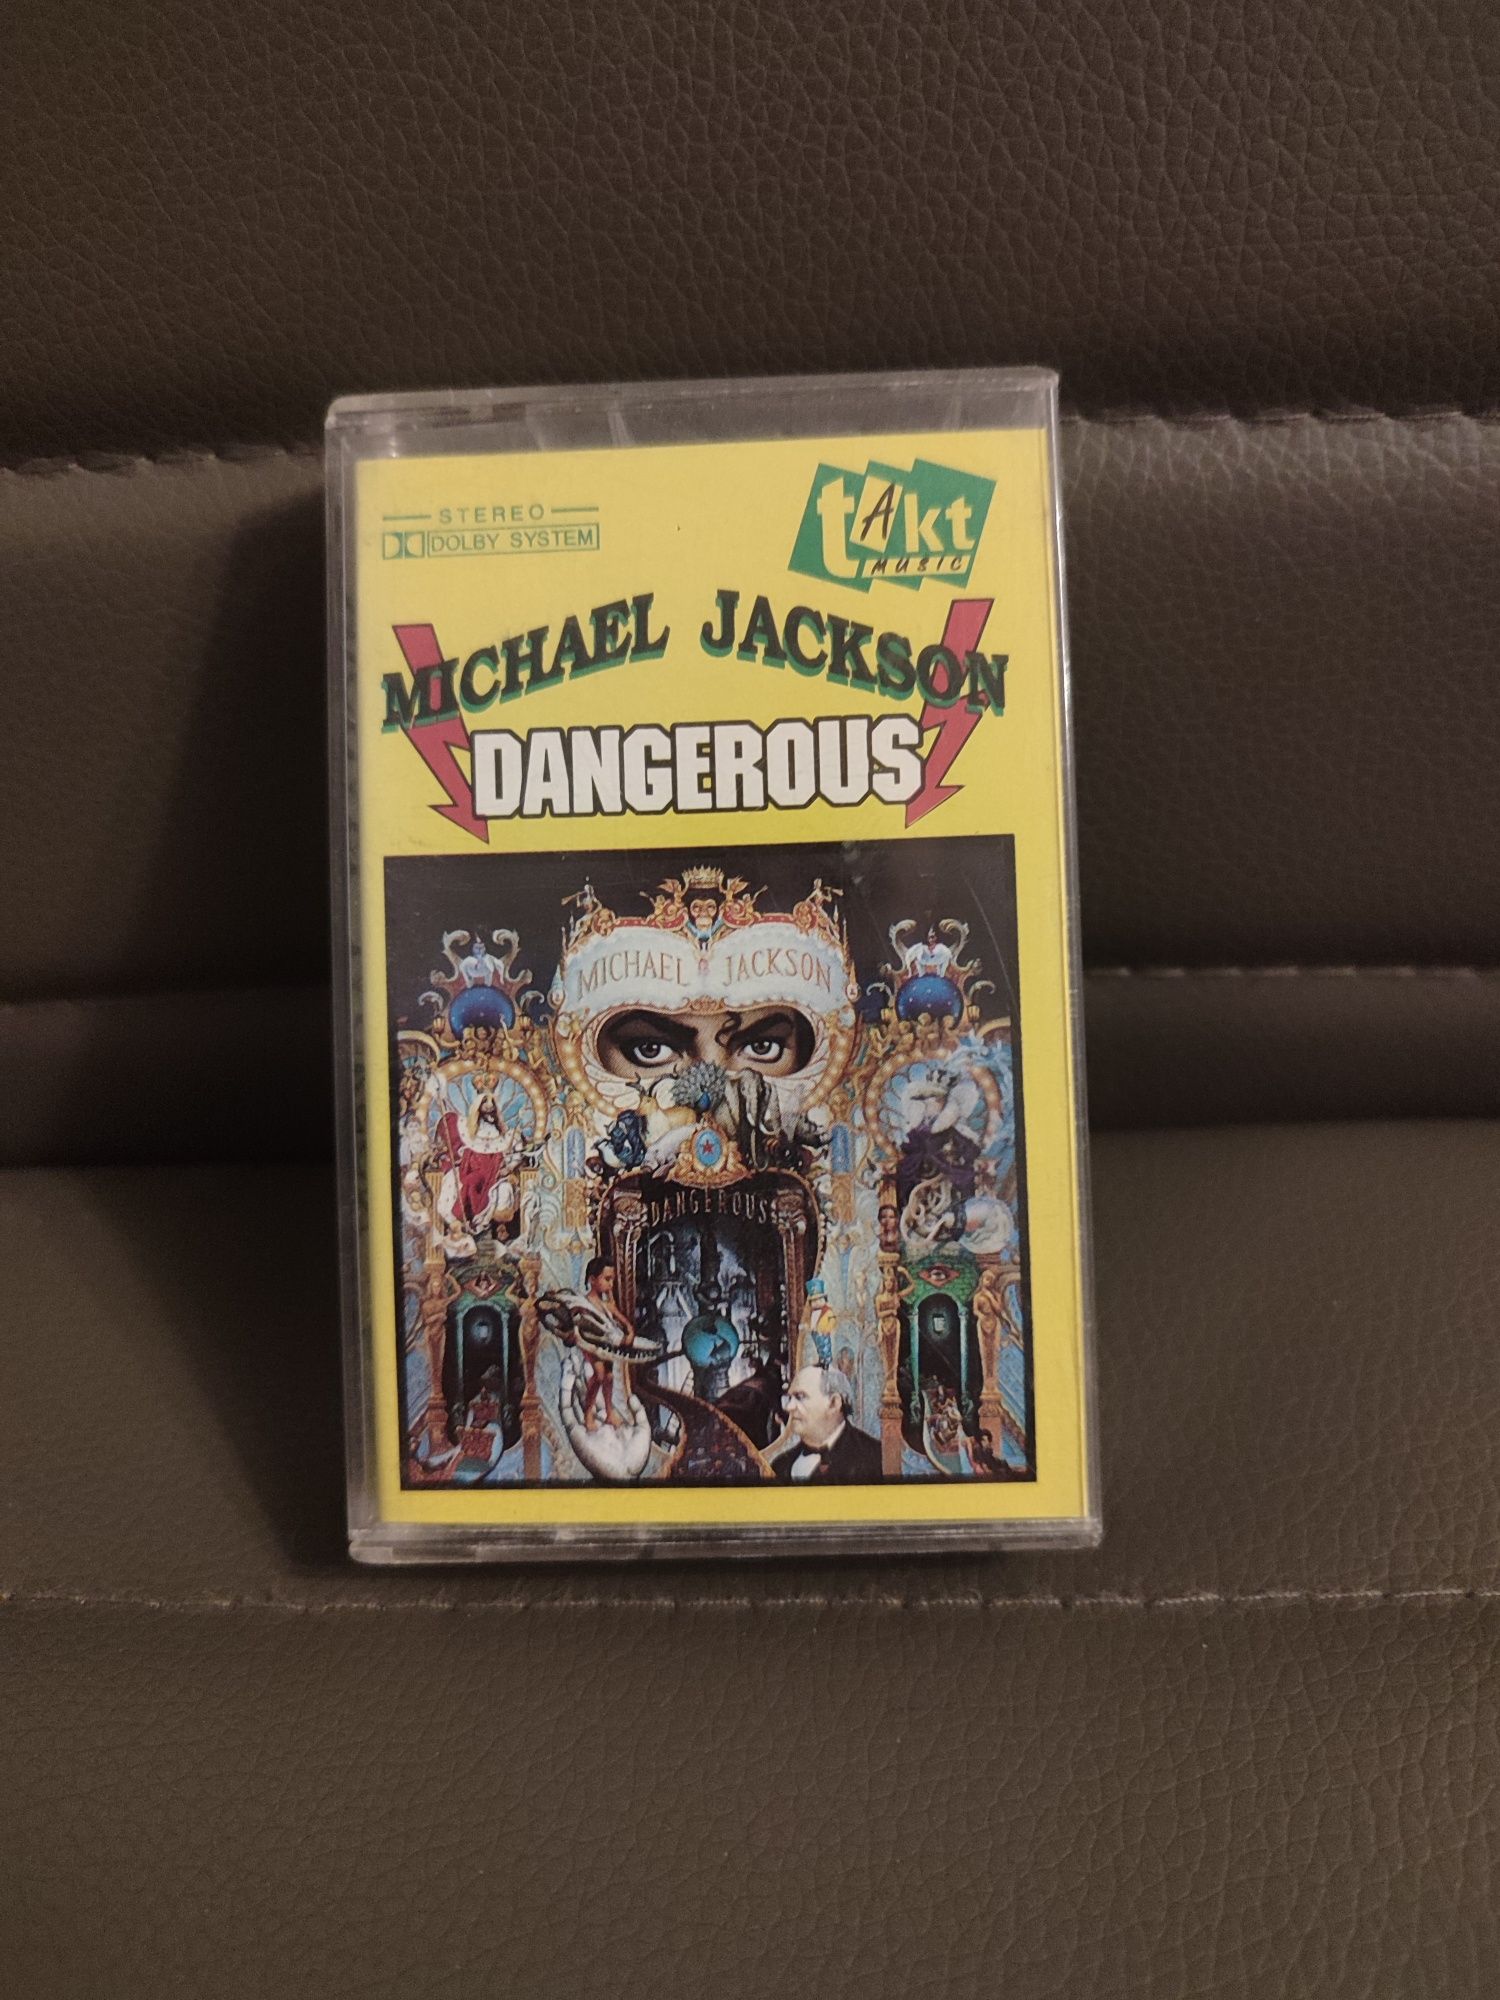 STEREO
DOLBY SYSTEM
tAkt
MUSIC
MICHAEL JACKSON
DANGEROUS
MICHAEL JACKSON
DANGEROUS